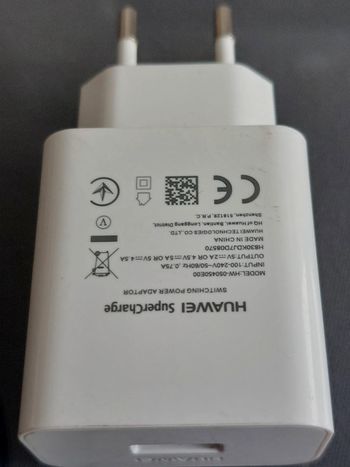 HUAWEI SuperCharge
SWITCHING POWER ADAPTOR
MODEL:HW-050450E00
INPUT:100-240V~50/60Hz, 0.75A
OUTPUT:5V⎓2A OR 4.5V⎓5A OR 5V⎓4.5A
HB30K0J7D08570
MADE IN CHINA
HUAWEI TECHNOLOGIES CO.,LTD.
HQ of Huawei, Bantian, Longgang District,
Shenzhen, 518129, P.R.C.
V
CE